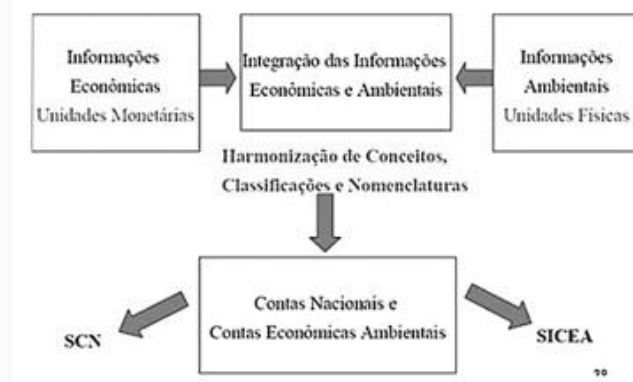 Informações
Econômicas
Unidades Monetárias
Integração das Informações
Econômicas e Ambientais
Informações
Ambientais
Unidades Físicas
Harmonização de Conceitos,
Classificações e Nomenclaturas
Contas Nacionais e
Contas Econômicas Ambientais
SCN
SICEA